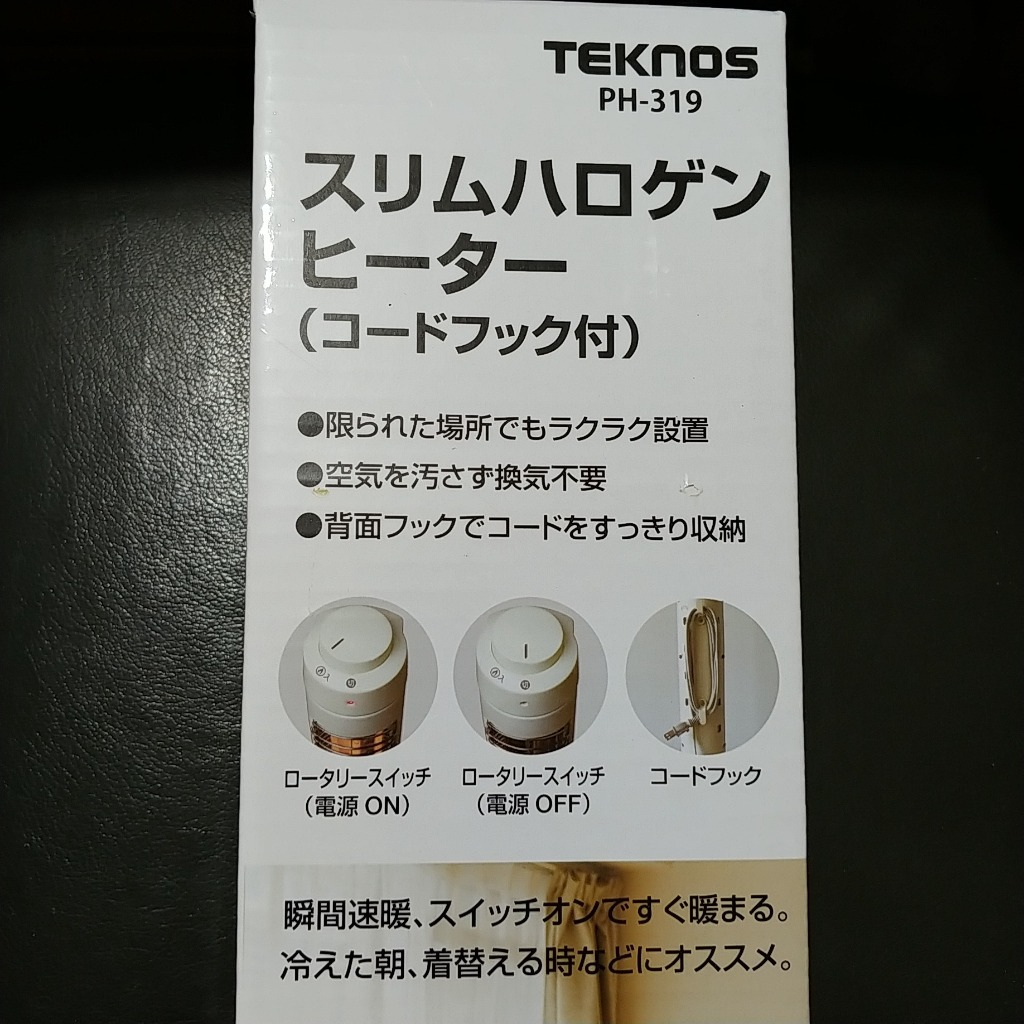 TEKNOS
PH-319
スリムハロゲン
ヒーター
（コードフック付）
●限られた場所でもラクラク設置
●空気を汚さず換気不要
●背面フックでコードをすっきり収納
ロータリースイッチ
（電源 ON）
ロータリースイッチ
（電源 OFF）
コードフック
瞬間速暖、スイッチオンですぐ暖まる。
冷えた朝、着替える時などにオススメ。